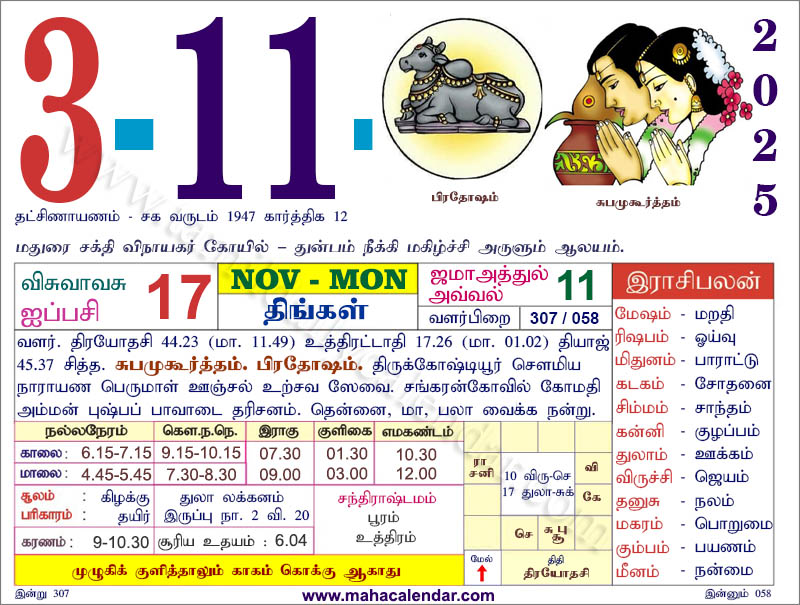 3-11-
2025
பிரதோஷம்
சுபமுகூர்த்தம்
தட்சிணாயணம் - சக வருடம் 1947 கார்த்திக 12
மதுரை சக்தி விநாயகர் கோயில் – துன்பம் நீக்கி மகிழ்ச்சி அருளும் ஆலயம்.
விசுவாவசு
ஐப்பசி
17
NOV - MON
திங்கள்
ஜமாஅத்துல்
அவ்வல்
11
வளர்பிறை
307 / 058
வளர். திரயோதசி 44.23 (மா. 11.49) உத்திரட்டாதி 17.26 (மா. 01.02) தியாஜ்
45.37 சித்த. சுபமுகூர்த்தம். பிரதோஷம். திருக்கோஷ்டியூர் சௌமிய
நாராயண பெருமாள் ஊஞ்சல் உற்சவ ஸேவை. சங்கரன்கோவில் கோமதி
அம்மன் புஷ்பப் பாவாடை தரிசனம். தென்னை, மா, பலா வைக்க நன்று.
நல்லநேரம் கௌ.ந.நெ. இராகு குளிகை எமகண்டம்
காலை: 6.15-7.15 9.15-10.15 07.30 01.30 10.30
மாலை: 4.45-5.45 7.30-8.30 09.00 03.00 12.00
சூலம் : கிழக்கு
பரிகாரம் : தயிர்
துலா லக்கனம்
இருப்பு நா. 2 வி. 20
சந்திராஷ்டமம்
பூரம்
உத்திரம்
கரணம் : 9-10.30 சூரிய உதயம் : 6.04
முழுகிக் குளித்தாலும் காகம் கொக்கு ஆகாது
ரா
சனி
10 விரு-செ
17 துலா-சுக்
வி
கே
செ
சு பூ
சு
மேல்
திதி
திரயோதசி
இராசிபலன்
மேஷம் - மறதி
ரிஷபம் - ஓய்வு
மிதுனம் - பாராட்டு
கடகம் - சோதனை
சிம்மம் - சாந்தம்
கன்னி - குழப்பம்
துலாம் - ஊக்கம்
விருச்சி - ஜெயம்
தனுசு - நலம்
மகரம் - பொறுமை
கும்பம் - பயணம்
மீனம் - நன்மை
இன்று 307
www.mahacalendar.com
இன்னும் 058